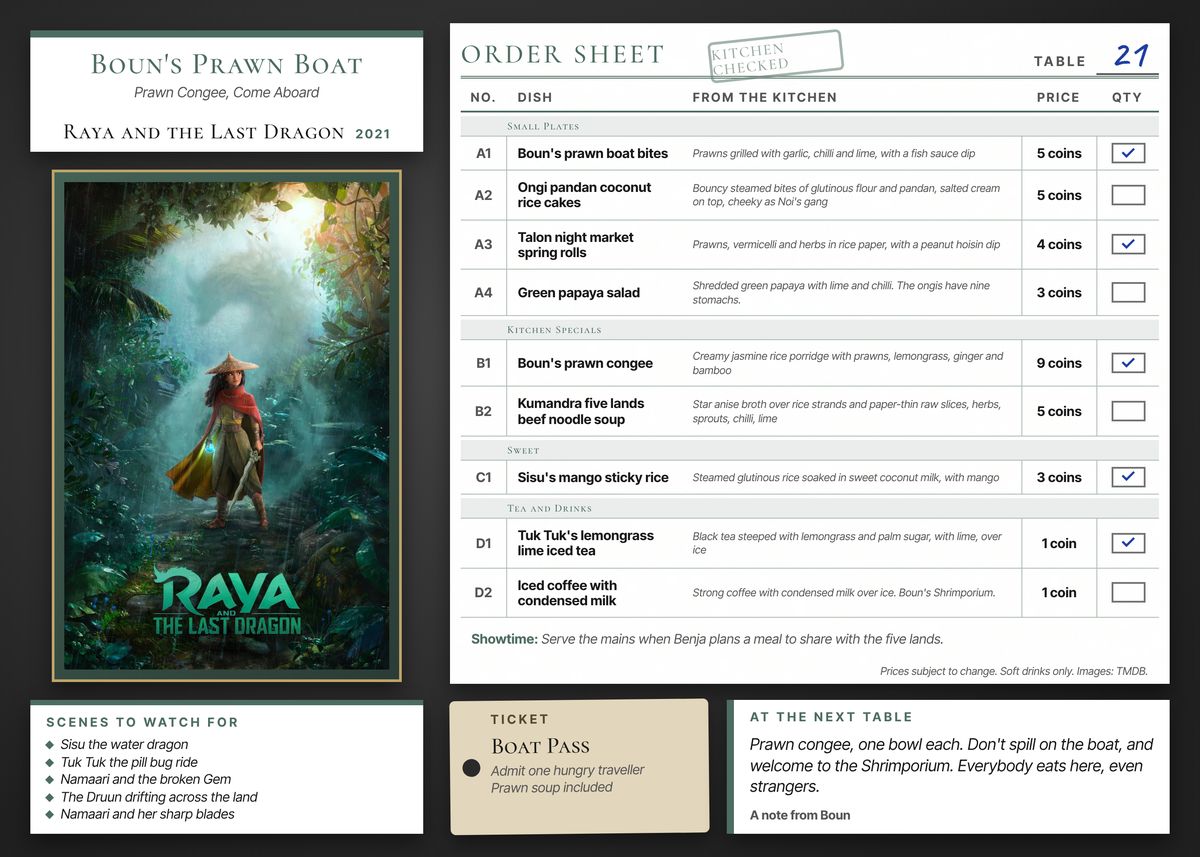 Boun's Prawn Boat
Prawn Congee, Come Aboard
Raya and the Last Dragon 2021
RAYA
AND
THE LAST DRAGON
SCENES TO WATCH FOR
Sisu the water dragon
Tuk Tuk the pill bug ride
Namaari and the broken Gem
The Druun drifting across the land
Namaari and her sharp blades
ORDER SHEET
KITCHEN
CHECKED
TABLE 21
NO. DISH FROM THE KITCHEN PRICE QTY
Small Plates
A1 Boun's prawn boat bites Prawns grilled with garlic, chilli and lime, with a fish sauce dip 5 coins
A2 Ongi pandan coconut
rice cakes
Bouncy steamed bites of glutinous flour and pandan, salted cream
on top, cheeky as Noi's gang
5 coins
A3 Talon night market
spring rolls
Prawns, vermicelli and herbs in rice paper, with a peanut hoisin dip
4 coins
A4 Green papaya salad
Shredded green papaya with lime and chilli. The ongis have nine
stomachs.
3 coins
Kitchen Specials
B1 Boun's prawn congee
Creamy jasmine rice porridge with prawns, lemongrass, ginger and
bamboo
9 coins
B2 Kumandra five lands
beef noodle soup
Star anise broth over rice strands and paper-thin raw slices, herbs,
sprouts, chilli, lime
5 coins
Sweet
C1 Sisu's mango sticky rice Steamed glutinous rice soaked in sweet coconut milk, with mango 3 coins
Tea and Drinks
D1 Tuk Tuk's lemongrass
lime iced tea
Black tea steeped with lemongrass and palm sugar, with lime, over
ice
1 coin
D2 Iced coffee with
condensed milk
Strong coffee with condensed milk over ice. Boun's Shrimporium.
1 coin
Showtime: Serve the mains when Benja plans a meal to share with the five lands.
Prices subject to change. Soft drinks only. Images: TMDB.
TICKET
Boat Pass
Admit one hungry traveller
Prawn soup included
AT THE NEXT TABLE
Prawn congee, one bowl each. Don't spill on the boat, and
welcome to the Shrimporium. Everybody eats here, even
strangers.
A note from Boun